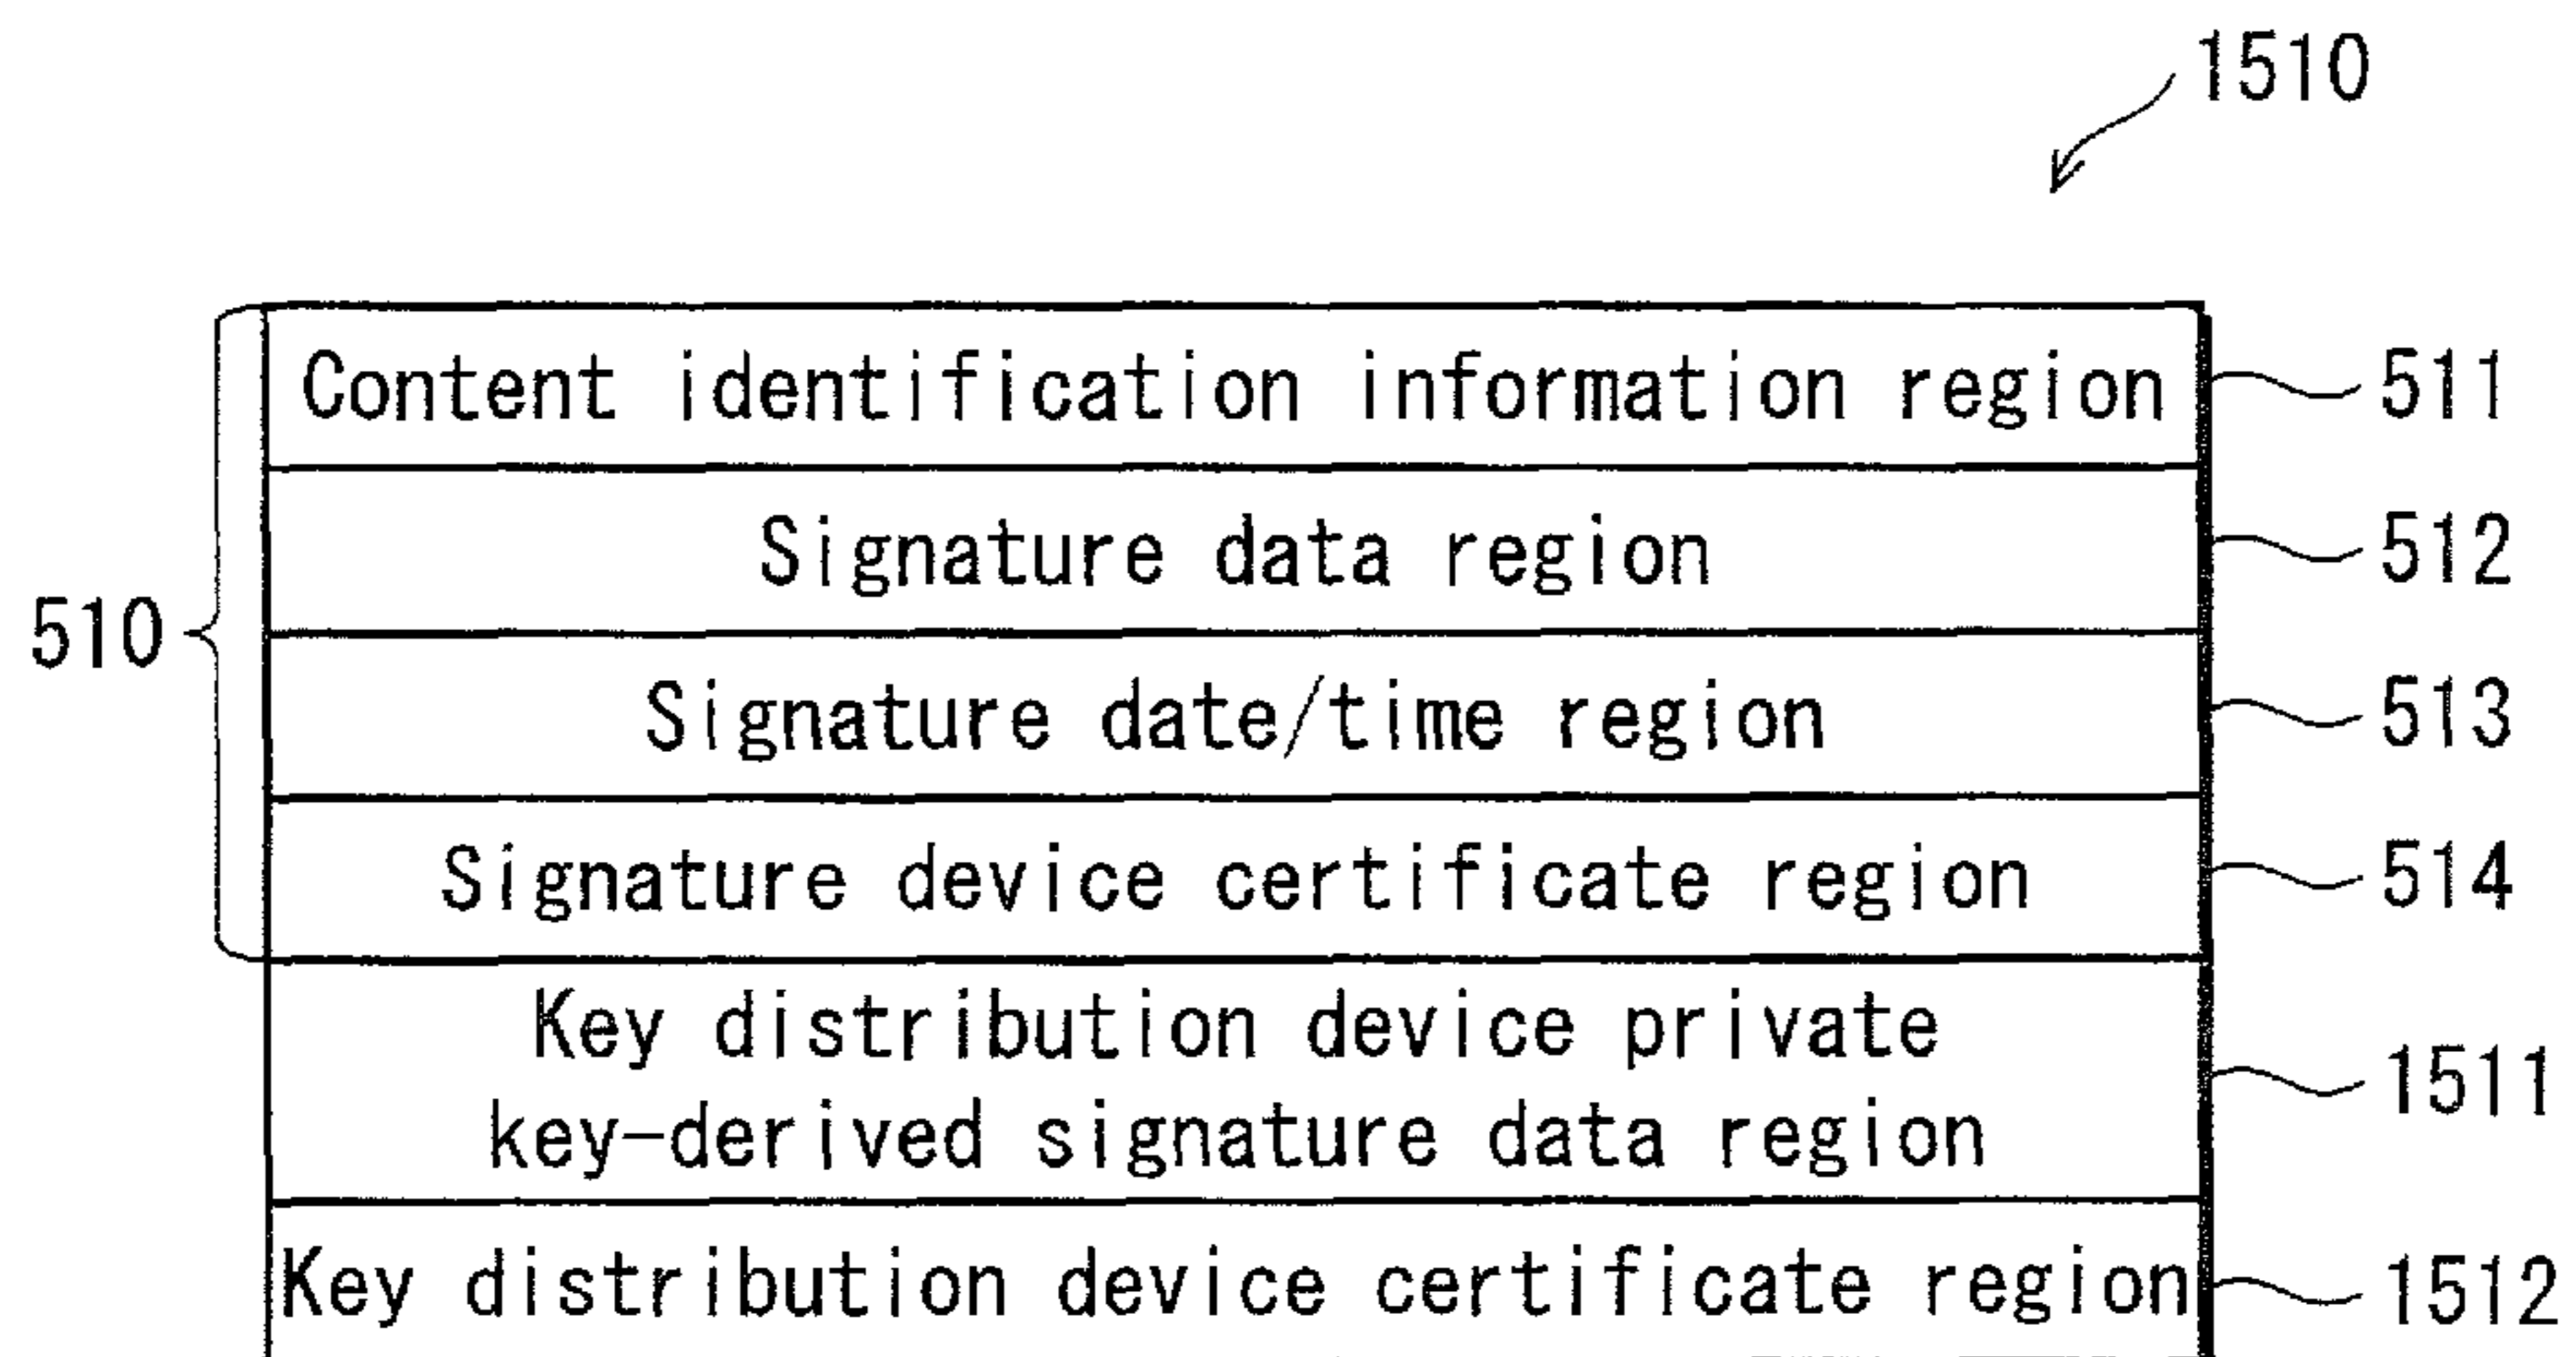 1510
Content identification information region 511
Signature data region 512
510
Signature date/time region 513
Signature device certificate region 514
Key distribution device private
key-derived signature data region 1511
Key distribution device certificate region 1512